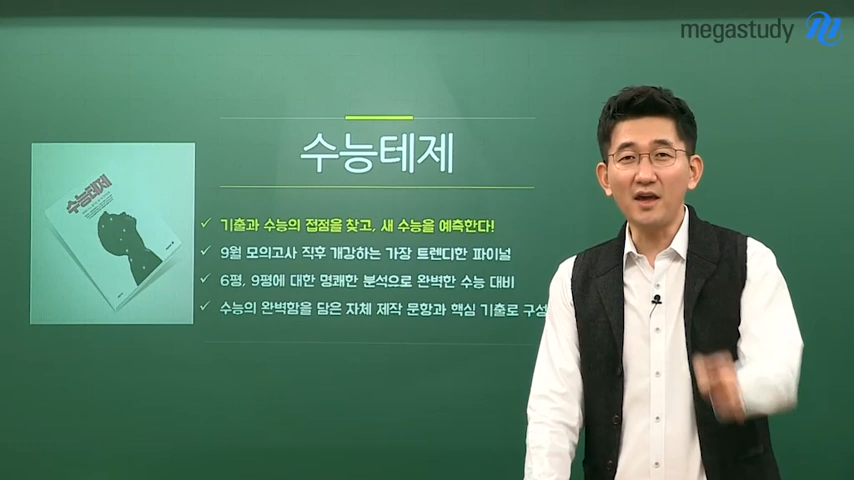 megastudy
수능테제
수능테제
기출과 수능의 접점을 찾고, 새 수능을 예측한다!
9월 모의고사 직후 개강하는 가장 트렌디한 파이널
6평, 9평에 대한 명쾌한 분석으로 완벽한 수능 대비
수능의 완벽함을 담은 자체 제작 문항과 핵심 기출로 구성